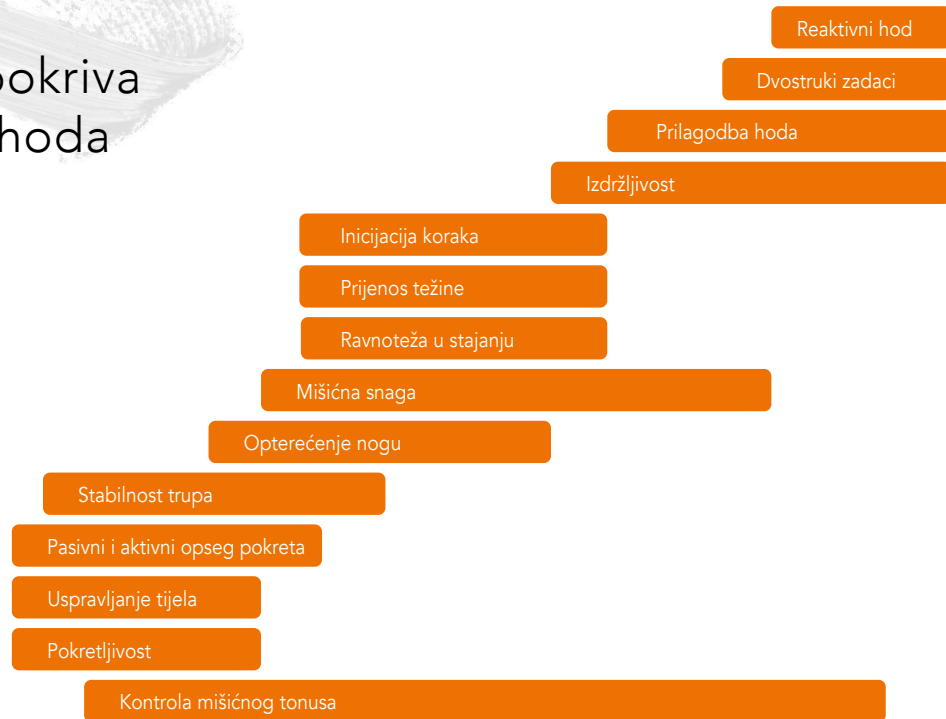 pokriva
hoda
Reaktivni hod
Dvostruki zadaci
Prilagodba hoda
Izdržljivost
Inicijacija koraka
Prijenos težine
Ravnoteža u stajanju
Mišićna snaga
Opterećenje nogu
Stabilnost trupa
Pasivni i aktivni opseg pokreta
Uspravljanje tijela
Pokretljivost
Kontrola mišićnog tonusa